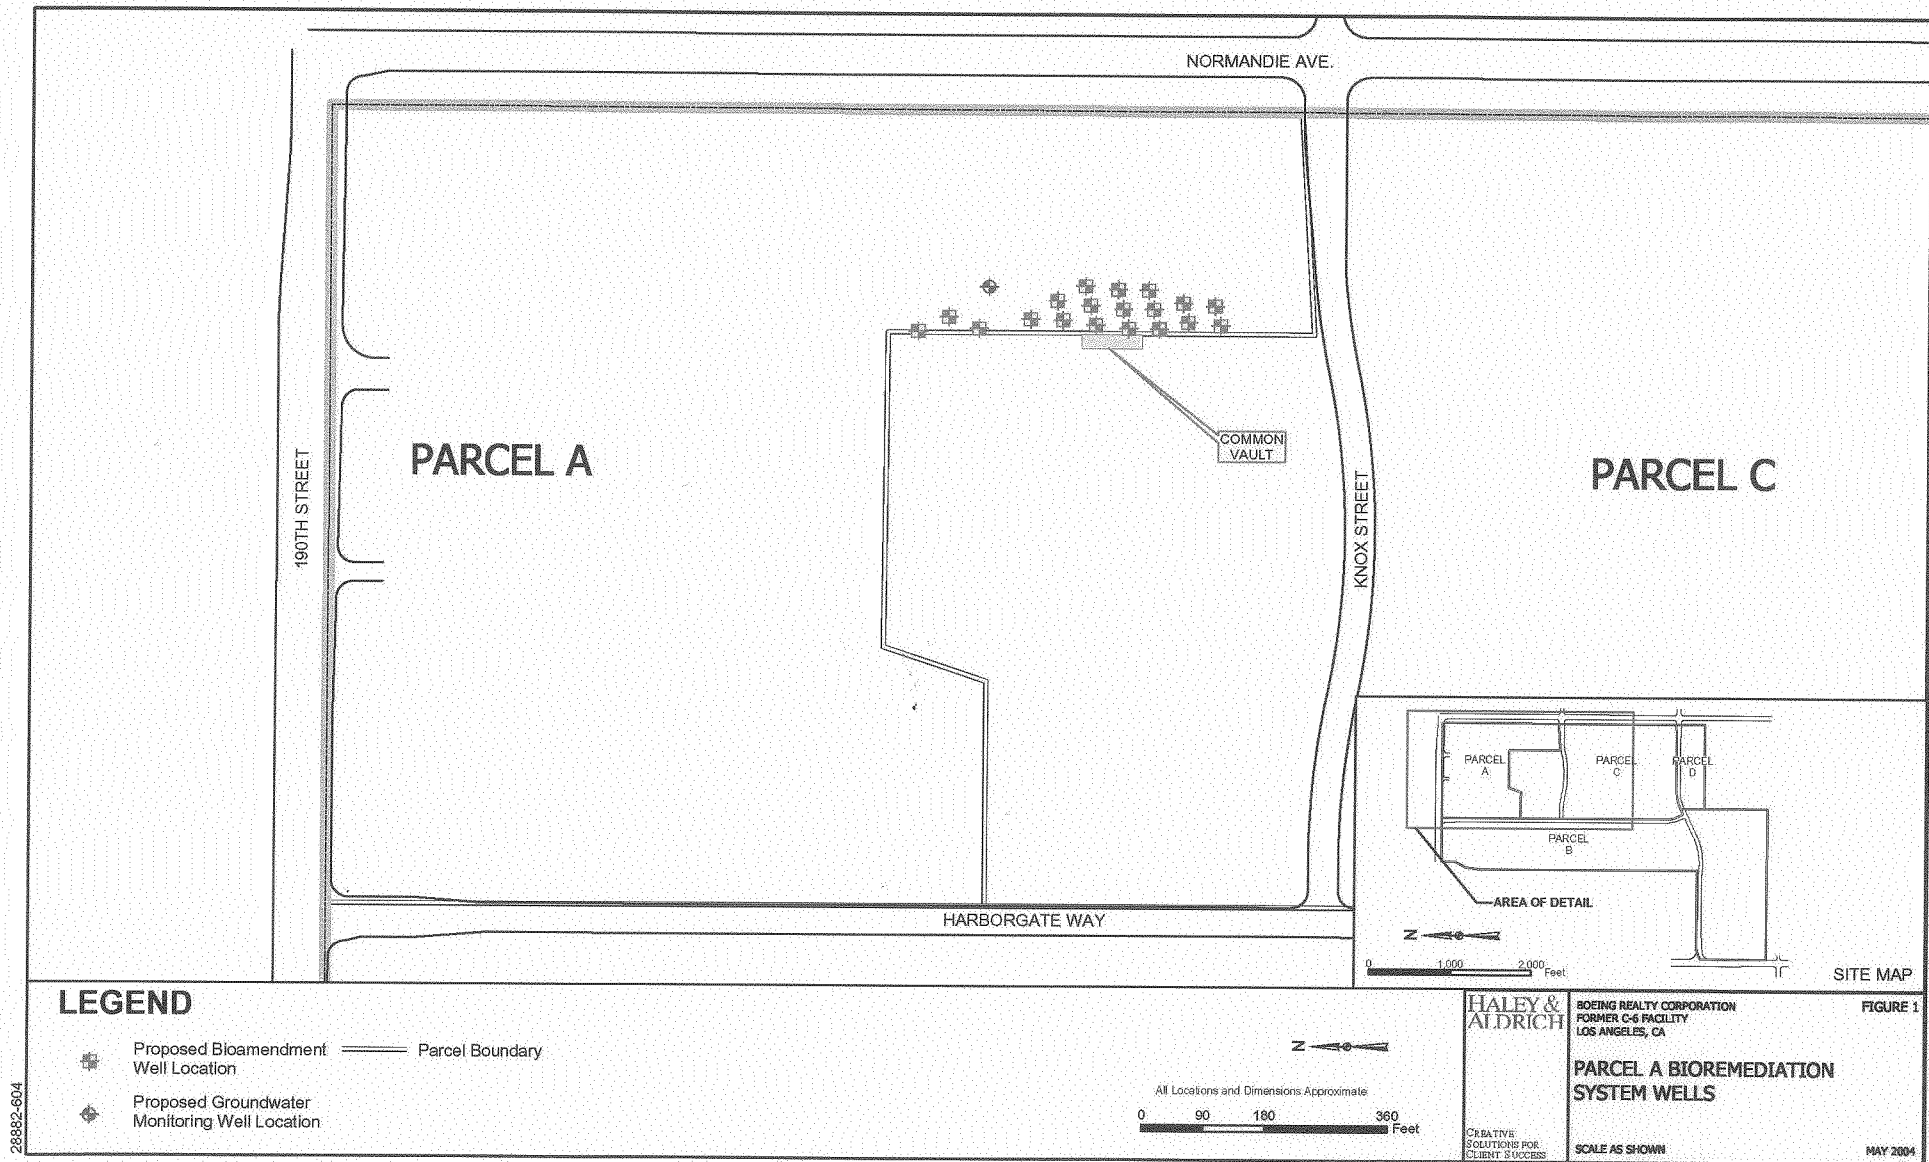 NORMANDIE AVE.
190TH STREET
PARCEL A
COMMON
VAULT
KNOX STREET
PARCEL C
HARBORGATE WAY
PARCEL
A
PARCEL
C
PARCEL
D
PARCEL
B
AREA OF DETAIL
N
0 1,000 2,000 Feet
SITE MAP
LEGEND
Proposed Bioamendment
Well Location
Parcel Boundary
Proposed Groundwater
Monitoring Well Location
N
All Locations and Dimensions Approximate
0 90 180 360
Feet
HALEY &
ALDRICH
CREATIVE
SOLUTIONS FOR
CLIENT SUCCESS
BOEING REALTY CORPORATION
FORMER C-6 FACILITY
LOS ANGELES, CA
FIGURE 1
PARCEL A BIOREMEDIATION
SYSTEM WELLS
SCALE AS SHOWN
MAY 2004
28882-604